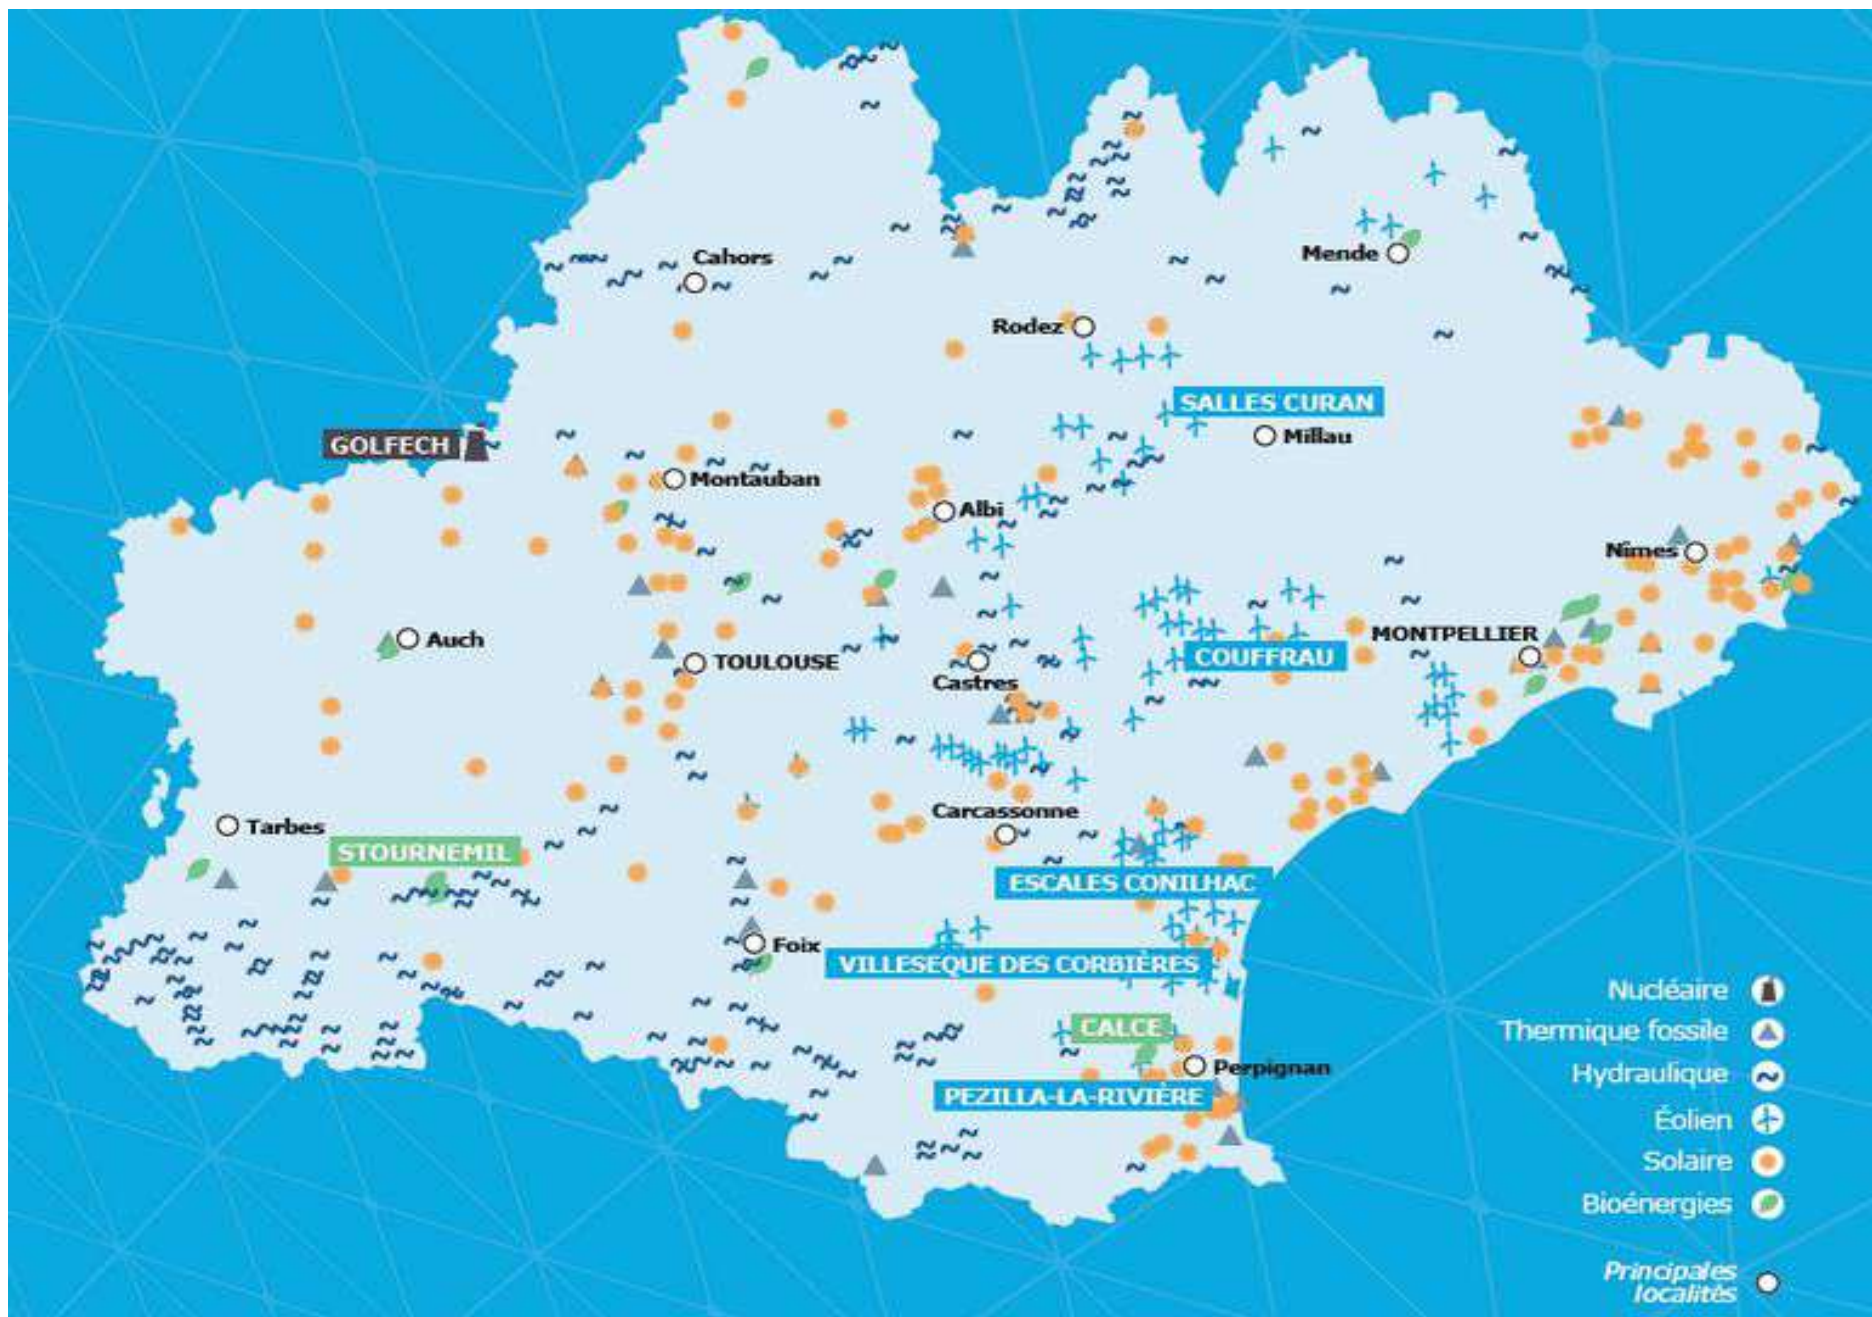 Cahors
Mende
Rodez
SALLES CURAN
Millau
GOLFECH
Montauban
Albi
Nîmes
Auch
TOULOUSE
MONTPELLIER
COUFFRAU
Castres
Tarbes
Carcassonne
STOURNEMIL
ESCALES CONILHAC
Foix
VILLESEQUE DES CORBIÈRES
CALCE
Perpignan
PEZILLA-LA-RIVIÈRE
Nucléaire
Thermique fossile
Hydraulique
Éolien
Solaire
Bioénergies
Principales
localités